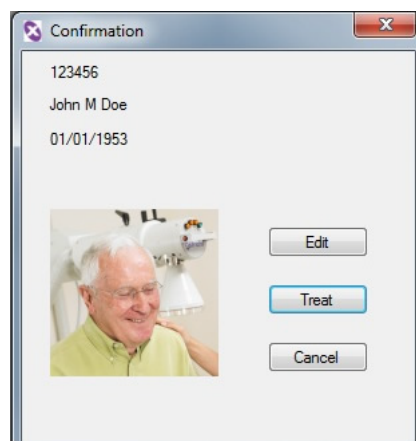 Confirmation
123456
John M Doe
01/01/1953
Edit
Treat
Cancel